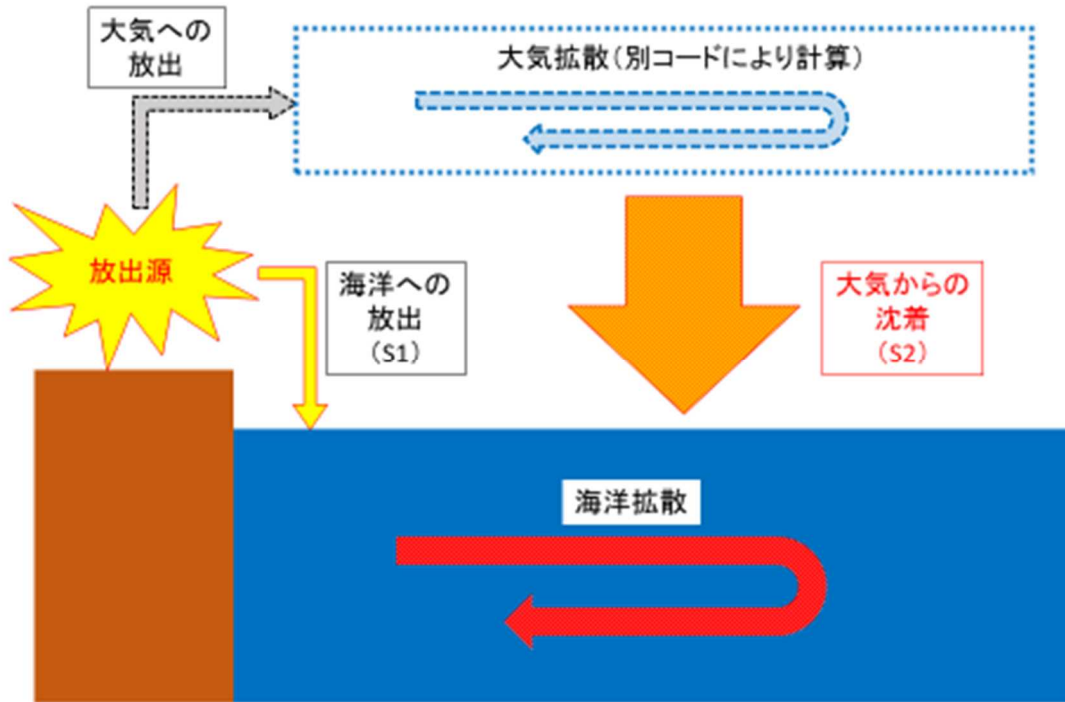 大気への
放出
大気拡散(別コードにより計算)
放出源
海洋への
放出
(S1)
大気からの
沈着
(S2)
海洋拡散